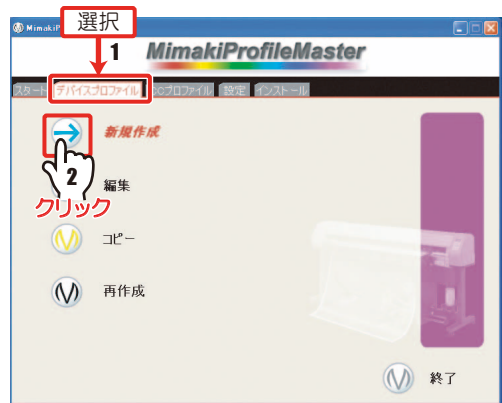 選択
MimakiP
1
MimakiProfileMaster
スタート デバイスプロファイル ICCプロファイル 設定 インストール
新規作成
2
クリック
編集
コピー
再作成
終了